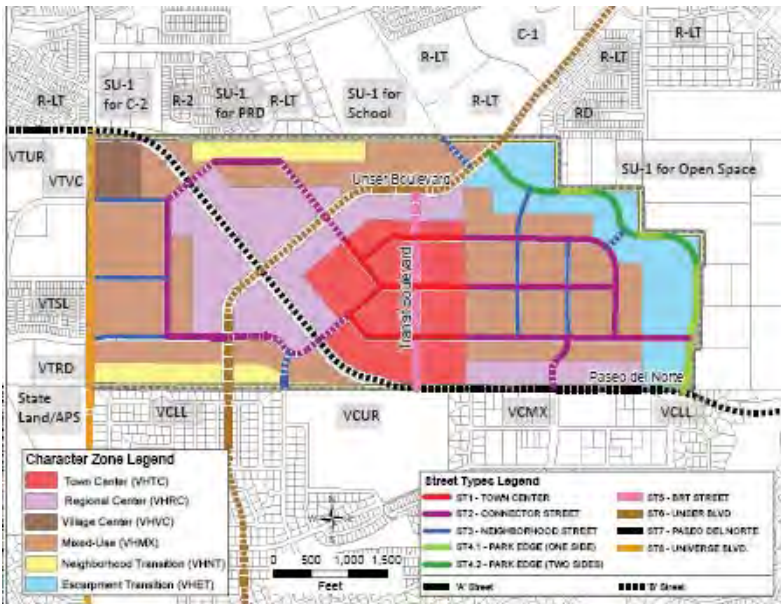 C-1
R-LT
R-LT
R-LT
SU-1
for C-2
R-LT
R-2
SU-1
for PRD
R-LT
SU-1 for
School
R-LT
RD
VTUR
VTVC
SU-1 for Open Space
Unser Boulevard
Transit Boulevard
VTSL
VTRD
Paseo del Norte
State
Land/APS
VCLL
VCUR
VCMX
VCLL
Character Zone Legend
Town Center (VHTC)
Regional Center (VHRC)
Village Center (VHVC)
Mixed-Use (VHMX)
Neighborhood Transition (VHNT)
Escarpment Transition (VHET)
N
W
0 500 1,000 1,500
Feet
Street Types Legend
ST1 - TOWN CENTER
ST2 - CONNECTOR STREET
ST3 - NEIGHBORHOOD STREET
ST4.1 - PARK EDGE (ONE SIDE)
ST4.2 - PARK EDGE (TWO SIDES)
'A' Street
ST5 - BRT STREET
ST6 - UNSER BLVD
ST7 - PASEO DEL NORTE
ST8 - UNIVERSE BLVD.
'B' Street